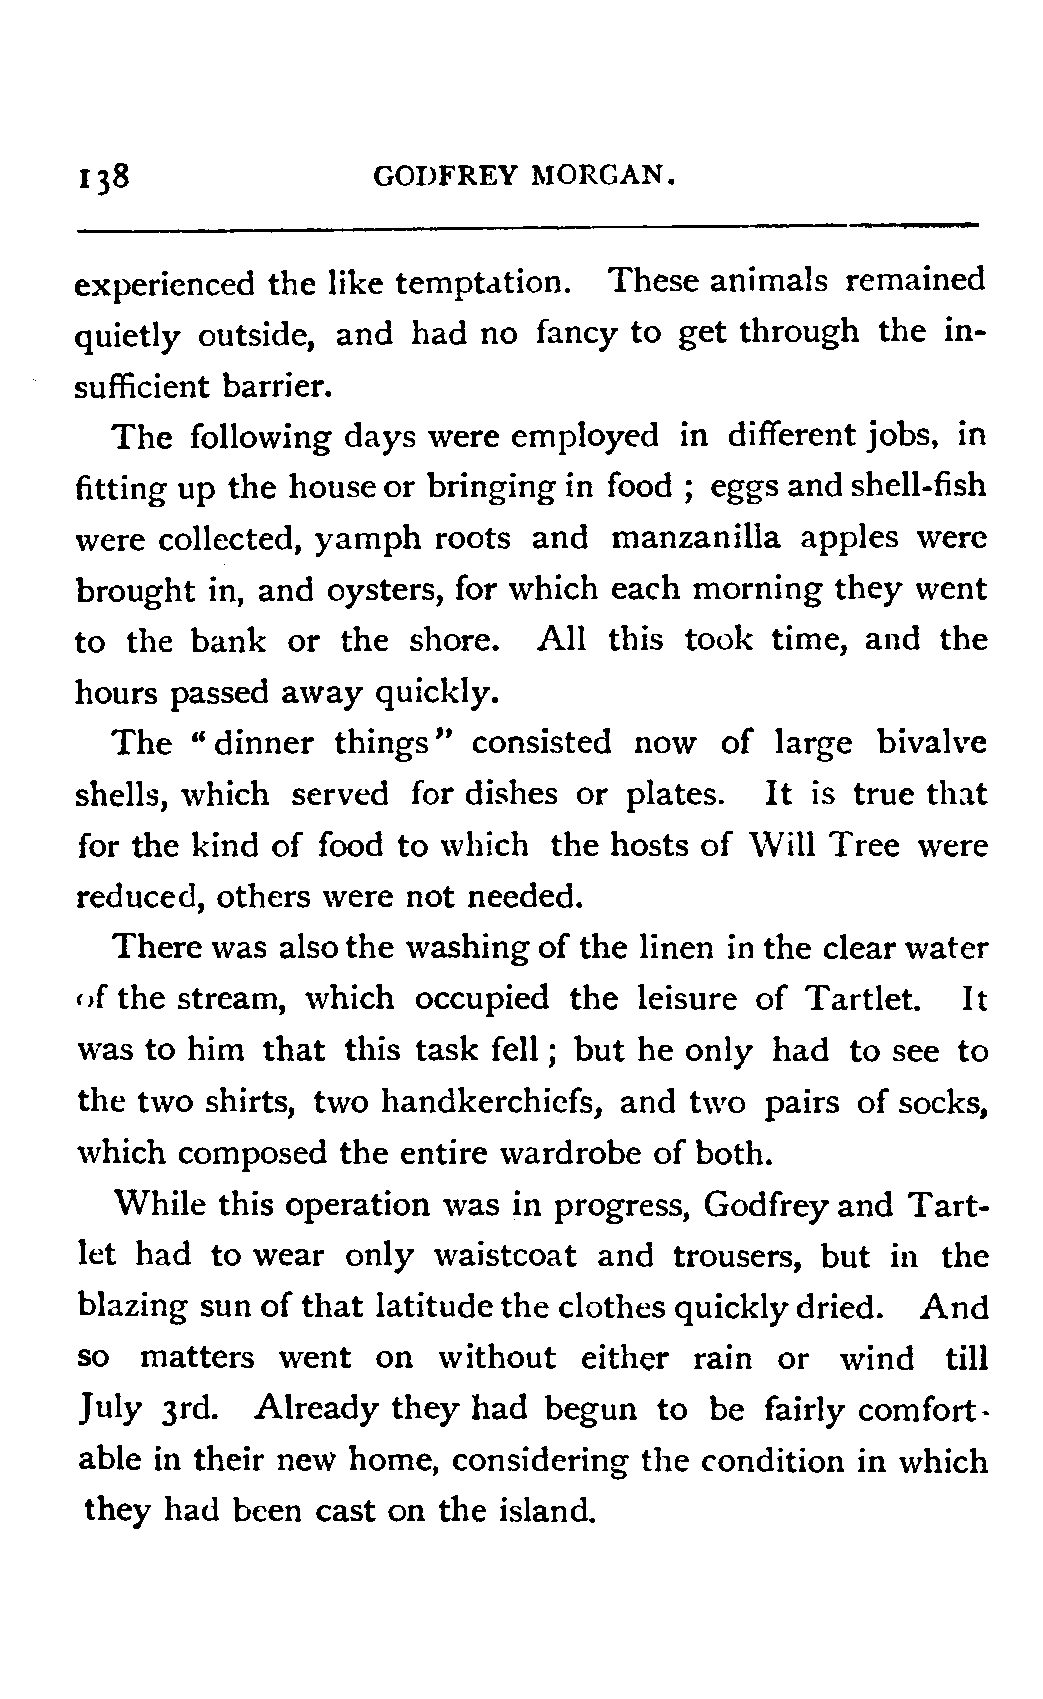 138 GODFREY MORGAN.
experienced the like temptation. These animals remained
quietly outside, and had no fancy to get through the in-
sufficient barrier.
The following days were employed in different jobs, in
fitting up the house or bringing in food ; eggs and shell-fish
were collected, yamph roots and manzanilla apples were
brought in, and oysters, for which each morning they went
to the bank or the shore. All this took time, and the
hours passed away quickly.
The " dinner things " consisted now of large bivalve
shells, which served for dishes or plates. It is true that
for the kind of food to which the hosts of Will Tree were
reduced, others were not needed.
There was also the washing of the linen in the clear water
of the stream, which occupied the leisure of Tartlet. It
was to him that this task fell ; but he only had to see to
the two shirts, two handkerchiefs, and two pairs of socks,
which composed the entire wardrobe of both.
While this operation was in progress, Godfrey and Tart-
let had to wear only waistcoat and trousers, but in the
blazing sun of that latitude the clothes quickly dried. And
so matters went on without either rain or wind till
July 3rd. Already they had begun to be fairly comfort-
able in their new home, considering the condition in which
they had been cast on the island.